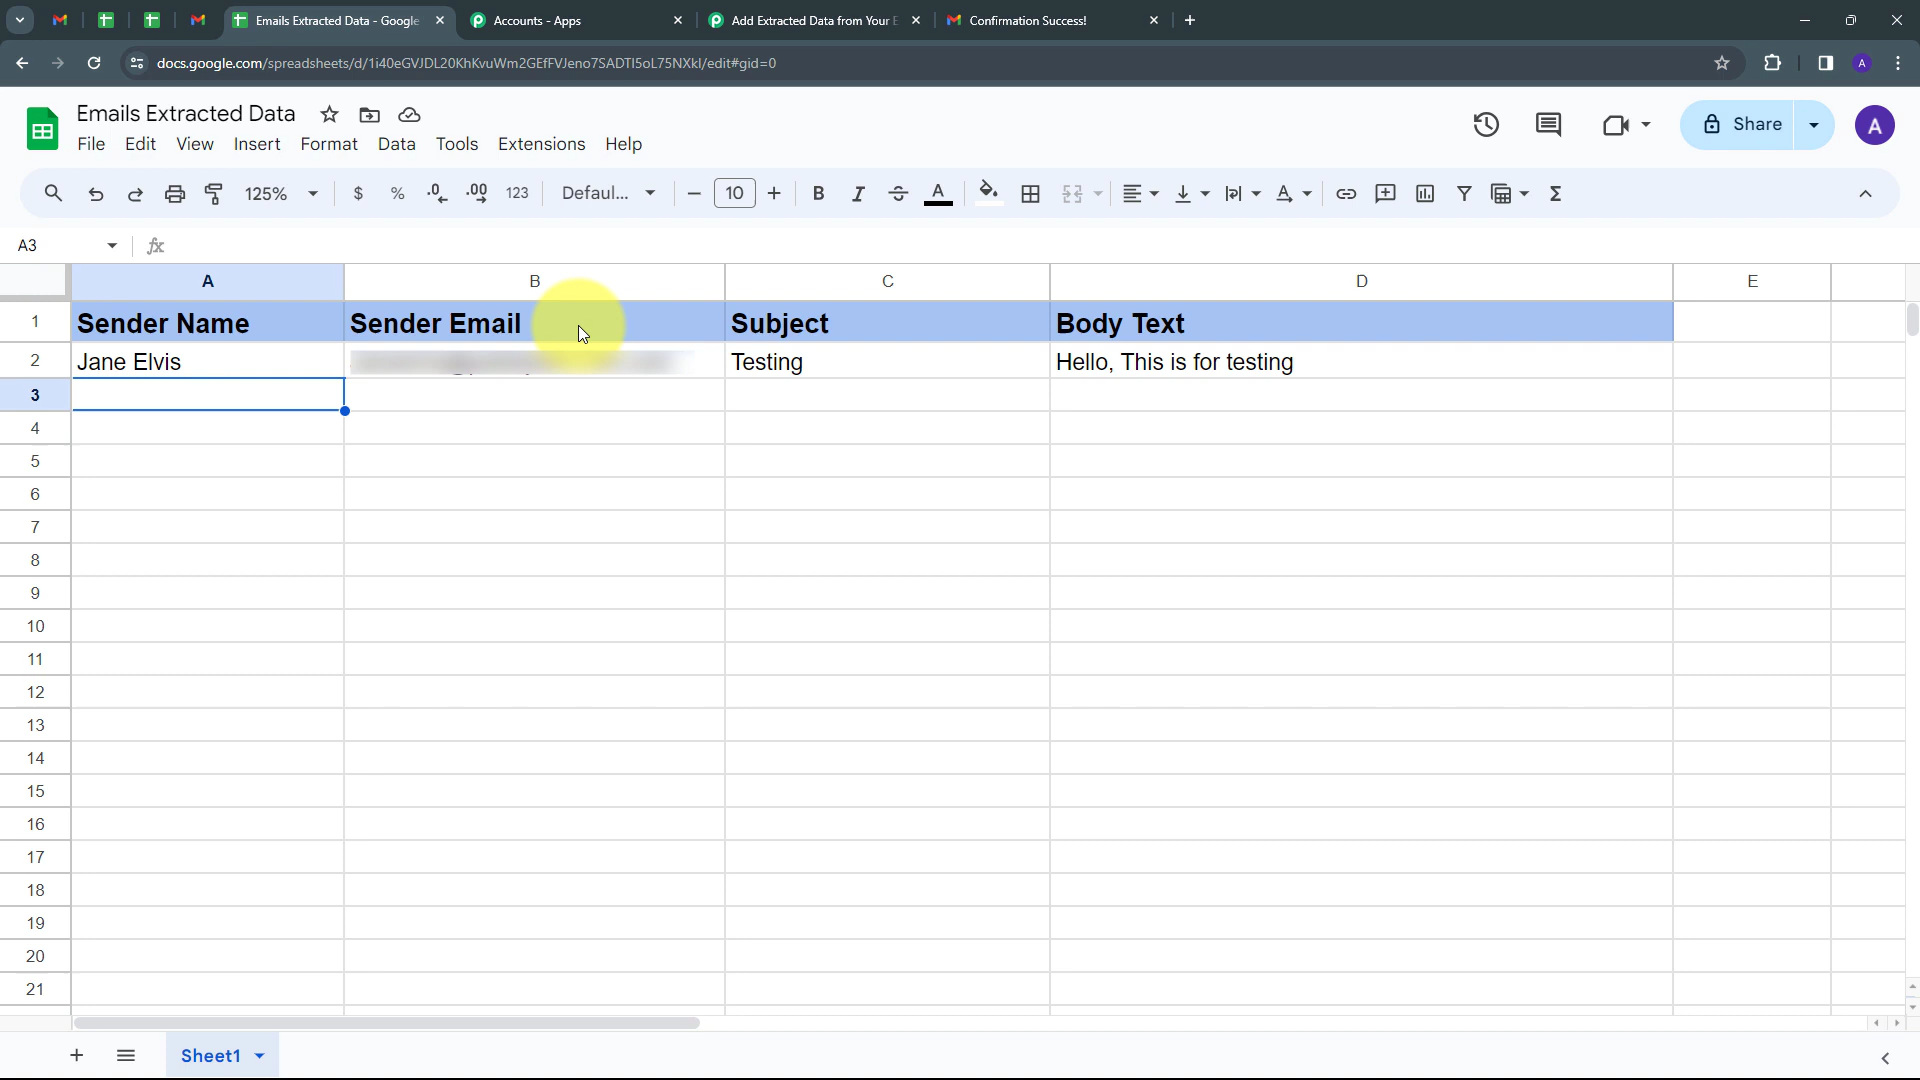 Emails Extracted Data - Google
Accounts - Apps
Add Extracted Data from Your E
Confirmation Success!
docs.google.com/spreadsheets/d/1i40eGVJDL20KhKvuWm2GEfFVJeno7SADTI5oL75NXkI/edit#gid=0
Emails Extracted Data
File Edit View Insert Format Data Tools Extensions Help
Share
A
125% $ % .0 .00 123 Defaul... 10 B I A
A3 fx
A B C D E
1 Sender Name Sender Email Subject Body Text
2 Jane Elvis Testing Hello, This is for testing
3
4
5
6
7
8
9
10
11
12
13
14
15
16
17
18
19
20
21
Sheet1